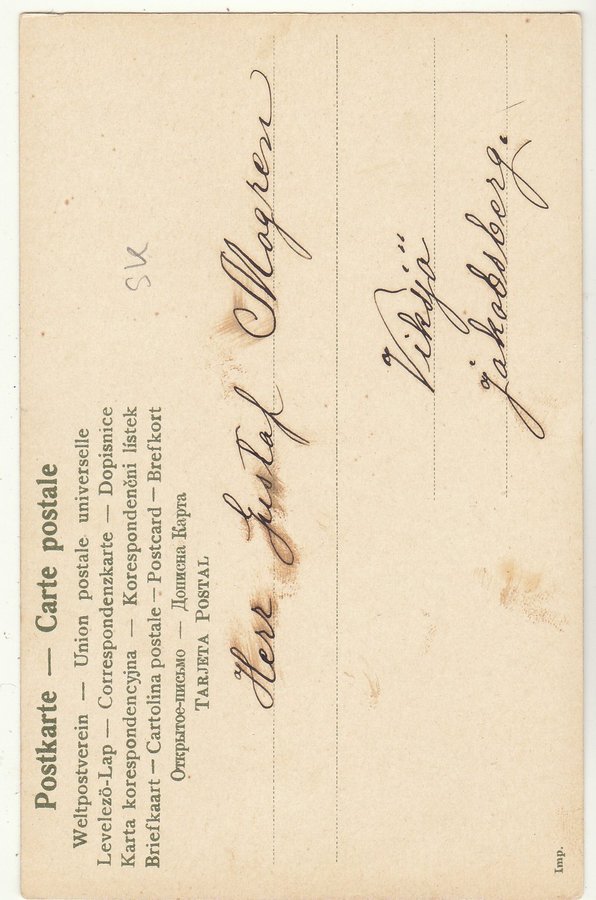 Postkarte — Carte postale
Weltpostverein — Union postale universelle
Levelezö-Lap — Correspondenzkarte — Dopisnice
Karta korespondencyjna — Korespondenční lístek
Briefkaart — Cartolina postale — Postcard — Brefkort
Открытое-письмо — Дописна Карта
TARJETA POSTAL
SK
Herr Gustaf Mogren
Viksjö
Jakobsberg.
Imp.